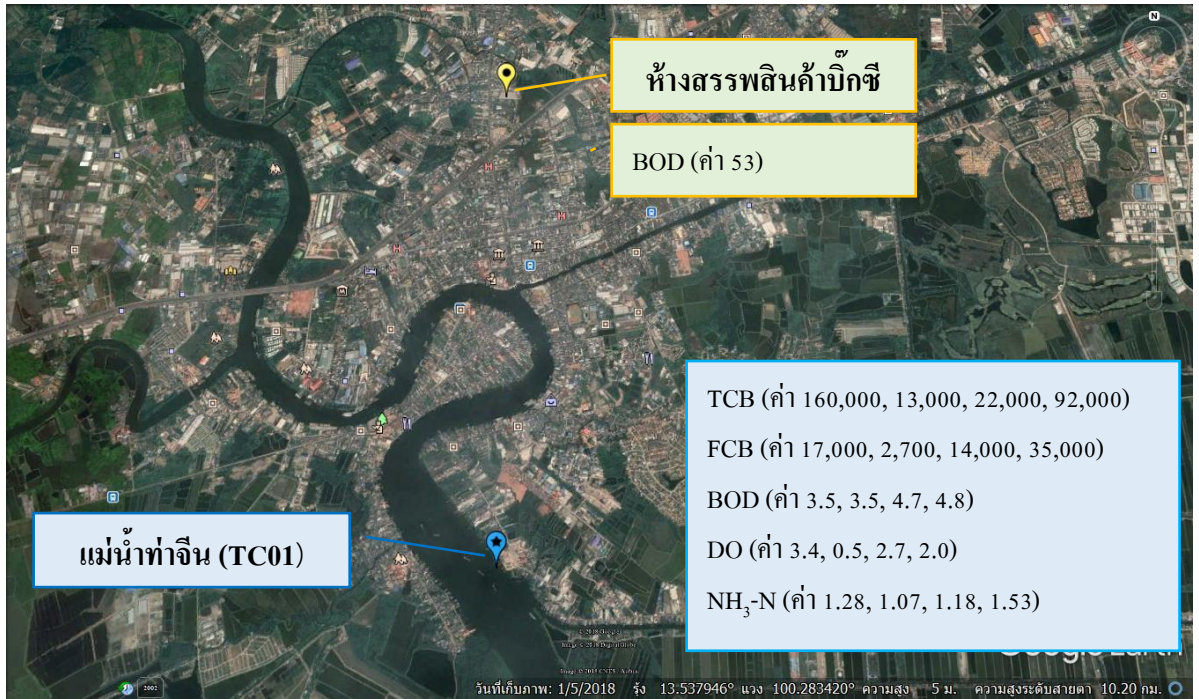 N
ห้างสรรพสินค้าบิ๊กซี
BOD (ค่า 53)
TCB (ค่า 160,000, 13,000, 22,000, 92,000)
FCB (ค่า 17,000, 2,700, 14,000, 35,000)
BOD (ค่า 3.5, 3.5, 4.7, 4.8)
DO (ค่า 3.4, 0.5, 2.7, 2.0)
NH₃-N (ค่า 1.28, 1.07, 1.18, 1.53)
แม่น้ำท่าจีน (TC01)
2002
วันที่เก็บภาพ: 1/5/2018 รุ้ง 13.537946° แวง 100.283420° ความสูง 5 ม. ความสูงระดับสายตา 10.20 กม.